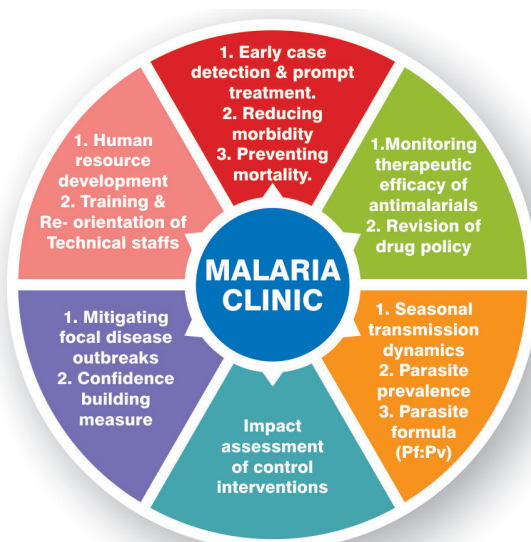 1. Early case
detection & prompt
treatment.
2. Reducing
morbidity
3. Preventing
mortality.
1.Monitoring
therapeutic
efficacy of
antimalarials
2. Revision of
drug policy
1. Seasonal
transmission
dynamics
2. Parasite
prevalence
3. Parasite
formula
(Pf:Pv)
Impact
assessment
of control
interventions
1. Mitigating
focal disease
outbreaks
2. Confidence
building
measure
1. Human
resource
development
2. Training &
Re- orientation of
Technical staffs
MALARIA
CLINIC